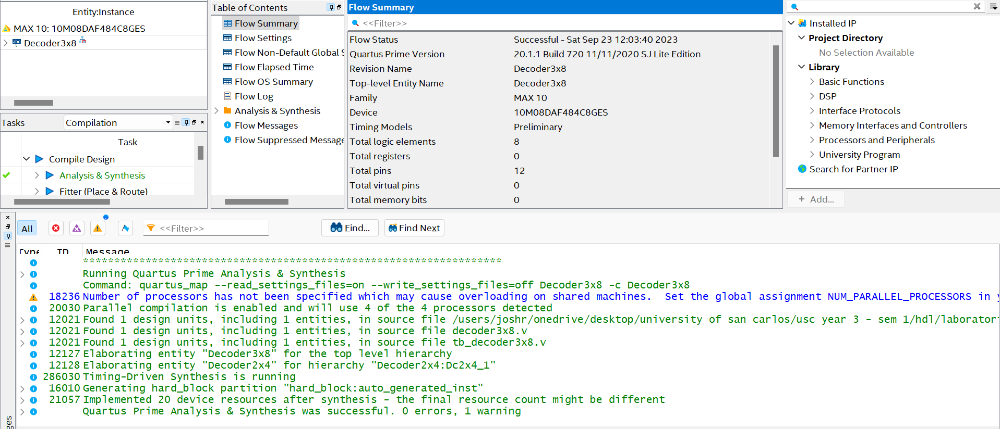 Entity:Instance
MAX 10: 10M08DAF484C8GES
Decoder3x8
Tasks
Compilation
Task
Compile Design
Analysis & Synthesis
Fitter (Place & Route)
Table of Contents
Flow Summary
Flow Settings
Flow Non-Default Global S
Flow Elapsed Time
Flow OS Summary
Flow Log
Analysis & Synthesis
Flow Messages
Flow Suppressed Message
Flow Summary
<<Filter>>
Flow Status Successful - Sat Sep 23 12:03:40 2023
Quartus Prime Version 20.1.1 Build 720 11/11/2020 SJ Lite Edition
Revision Name Decoder3x8
Top-level Entity Name Decoder3x8
Family MAX 10
Device 10M08DAF484C8GES
Timing Models Preliminary
Total logic elements 8
Total registers 0
Total pins 12
Total virtual pins 0
Total memory bits 0
Installed IP
Project Directory
No Selection Available
Library
Basic Functions
DSP
Interface Protocols
Memory Interfaces and Controllers
Processors and Peripherals
University Program
Search for Partner IP
+ Add...
All
<<Filter>>
Find...
Find Next
Type ID Message
*******************************************************************
Running Quartus Prime Analysis & Synthesis
Command: quartus_map --read_settings_files=on --write_settings_files=off Decoder3x8 -c Decoder3x8
18236 Number of processors has not been specified which may cause overloading on shared machines.  Set the global assignment NUM_PARALLEL_PROCESSORS in y
20030 Parallel compilation is enabled and will use 4 of the 4 processors detected
12021 Found 1 design units, including 1 entities, in source file /users/joshr/onedrive/desktop/university of san carlos/usc year 3 - sem 1/hdl/laborator
12021 Found 1 design units, including 1 entities, in source file decoder3x8.v
12021 Found 1 design units, including 1 entities, in source file tb_decoder3x8.v
12127 Elaborating entity "Decoder3x8" for the top level hierarchy
12128 Elaborating entity "Decoder2x4" for hierarchy "Decoder2x4:Dc2x4_1"
286030 Timing-Driven Synthesis is running
16010 Generating hard_block partition "hard_block:auto_generated_inst"
21057 Implemented 20 device resources after synthesis - the final resource count might be different
Quartus Prime Analysis & Synthesis was successful. 0 errors, 1 warning